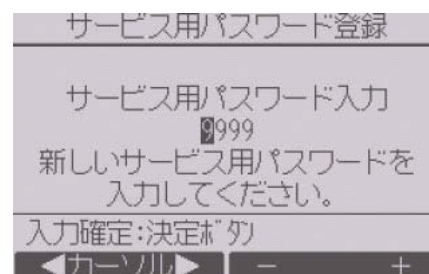 サービス用パスワード登録
サービス用パスワード入力
9999
新しいサービス用パスワードを
入力してください。
入力確定:決定ボタン
◀カーソル▶ － ＋